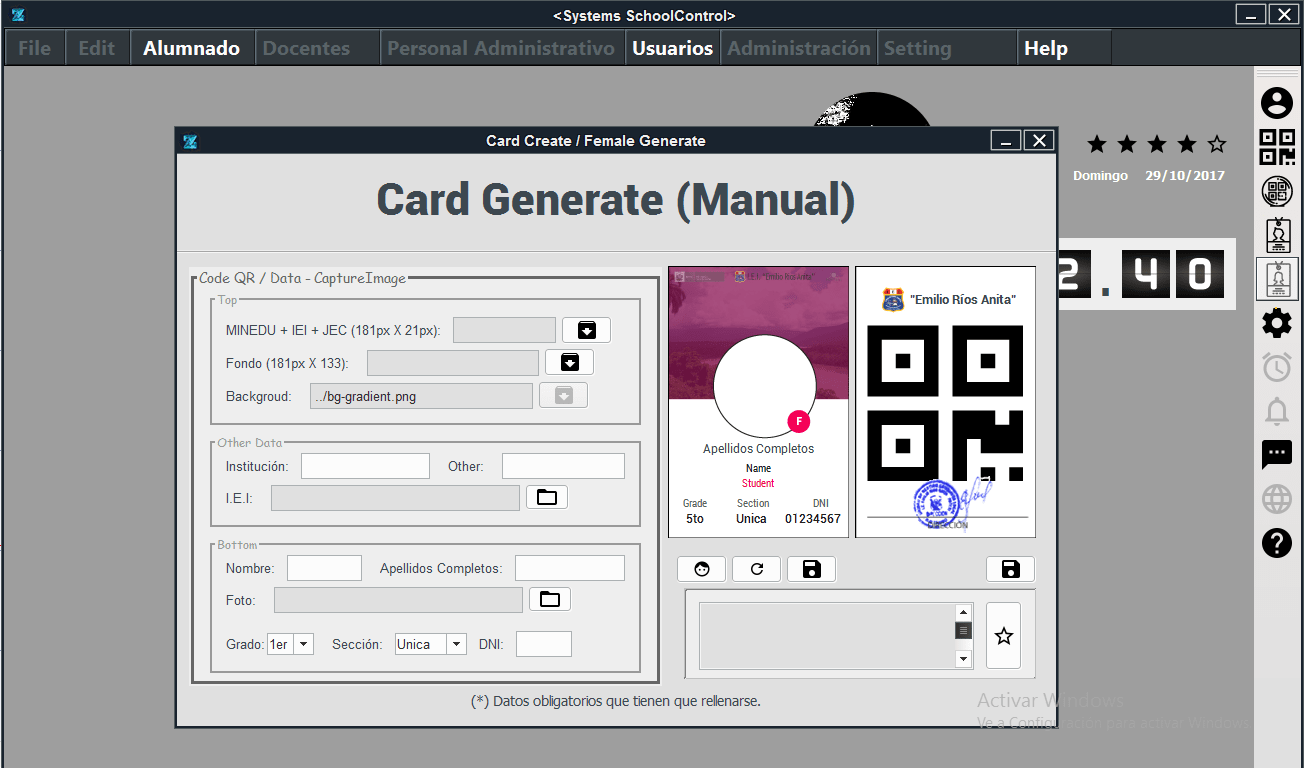 <Systems SchoolControl>
File Edit Alumnado Docentes Personal Administrativo Usuarios Administración Setting Help
Domingo 29/10/2017
2.40
Card Create / Female Generate
Card Generate (Manual)
Code QR / Data - CaptureImage
Top
MINEDU + IEI + JEC (181px X 21px):
Fondo (181px X 133):
Backgroud: ../bg-gradient.png
Other Data
Institución: Other:
I.E.I:
Bottom
Nombre: Apellidos Completos:
Foto:
Grado: 1er Sección: Unica DNI:
I.E.I. "Emilio Ríos Anita"
F
Apellidos Completos
Name
Student
Grade Section DNI
5to Unica 01234567
"Emilio Ríos Anita"
DIRECCIÓN
(*) Datos obligatorios que tienen que rellenarse.
Activar Windows
Ve a Configuración para activar Windows.